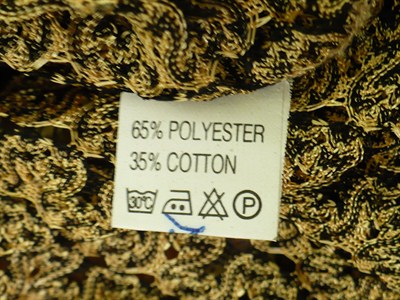 65% POLYESTER
35% COTTON
30°C P